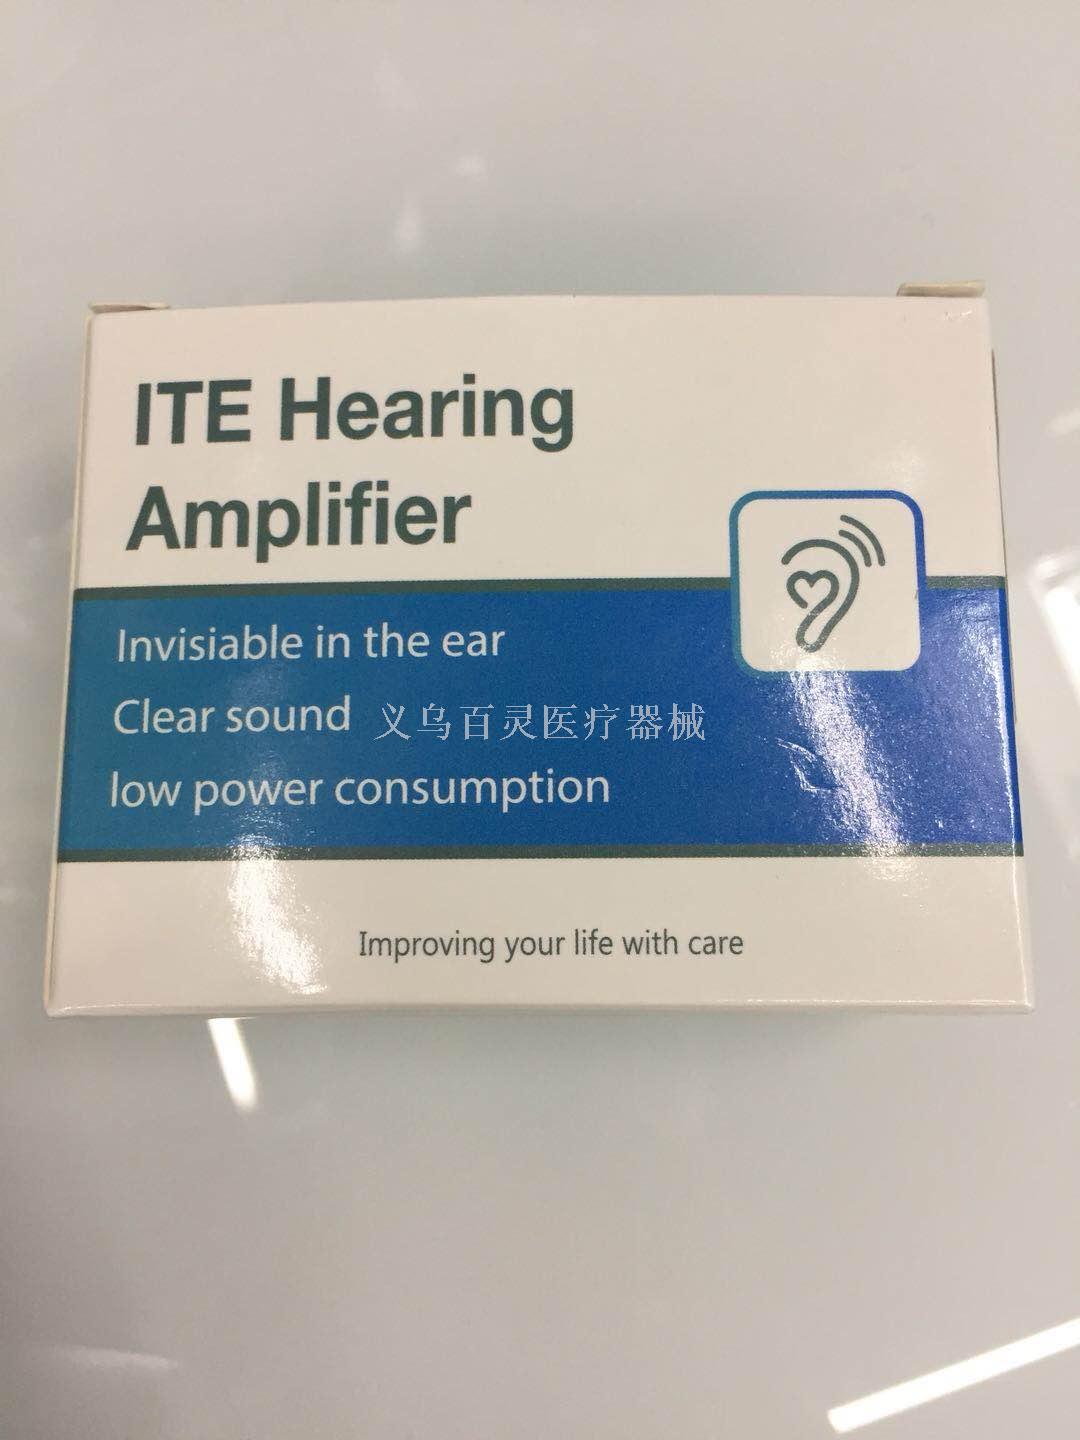 ITE Hearing
Amplifier
Invisiable in the ear
Clear sound
义乌百灵医疗器械
low power consumption
Improving your life with care